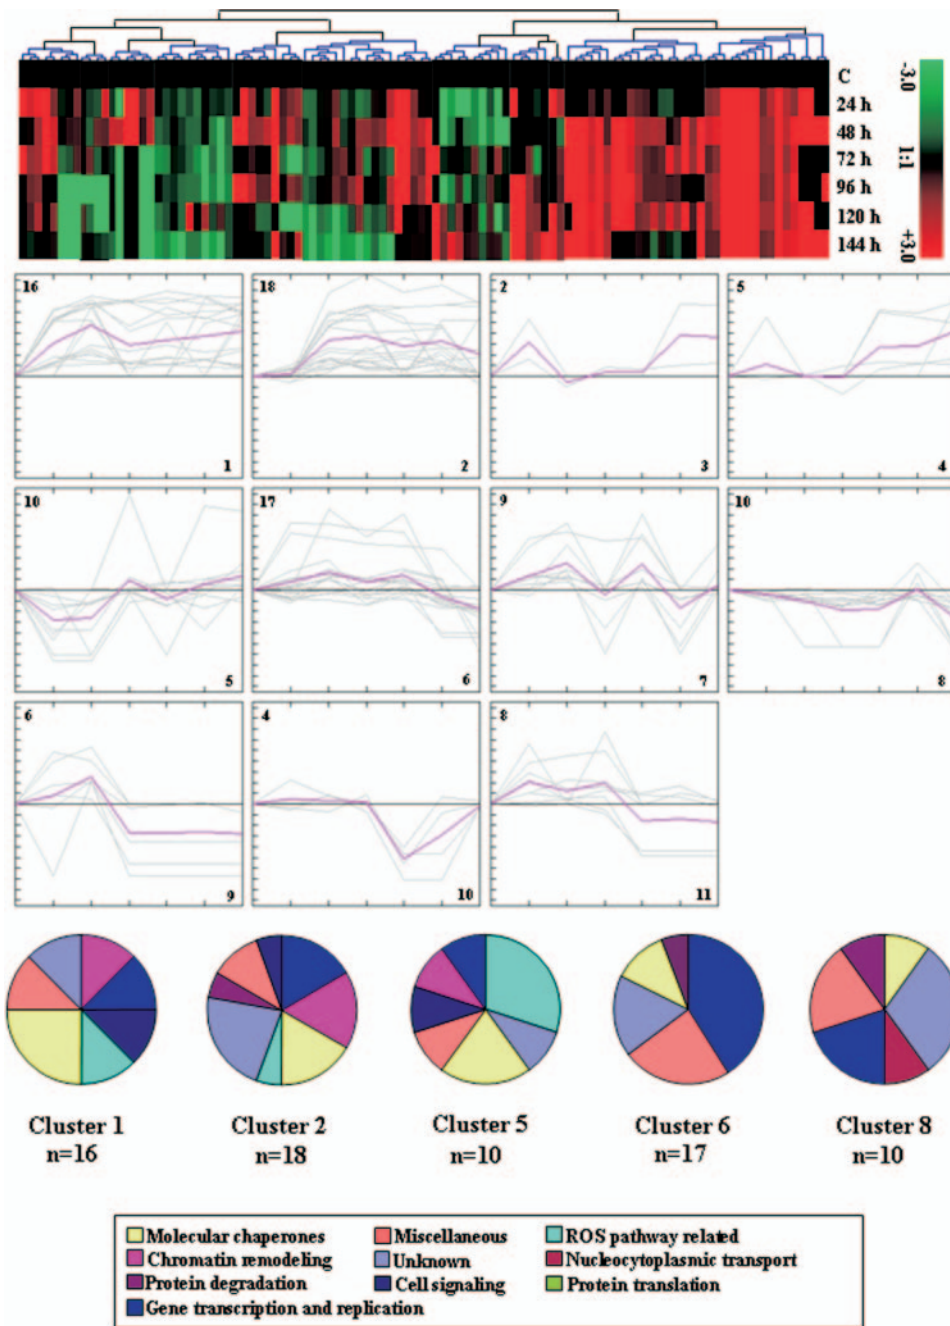 C
24 h
48 h
72 h
96 h
120 h
144 h
-3.0
1:1
+3.0
16
1
18
2
2
3
5
4
10
5
17
6
9
7
10
8
6
9
4
10
8
11
Cluster 1
n=16
Cluster 2
n=18
Cluster 5
n=10
Cluster 6
n=17
Cluster 8
n=10
Molecular chaperones
Miscellaneous
ROS pathway related
Chromatin remodeling
Unknown
Nucleocytoplasmic transport
Protein degradation
Cell signaling
Protein translation
Gene transcription and replication